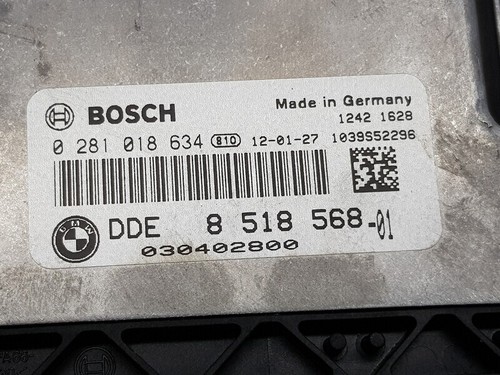 BOSCH
Made in Germany
1242 1628
0 281 018 634 810 12-01-27 1039S52296
BMW DDE 8 518 568-01
030402800